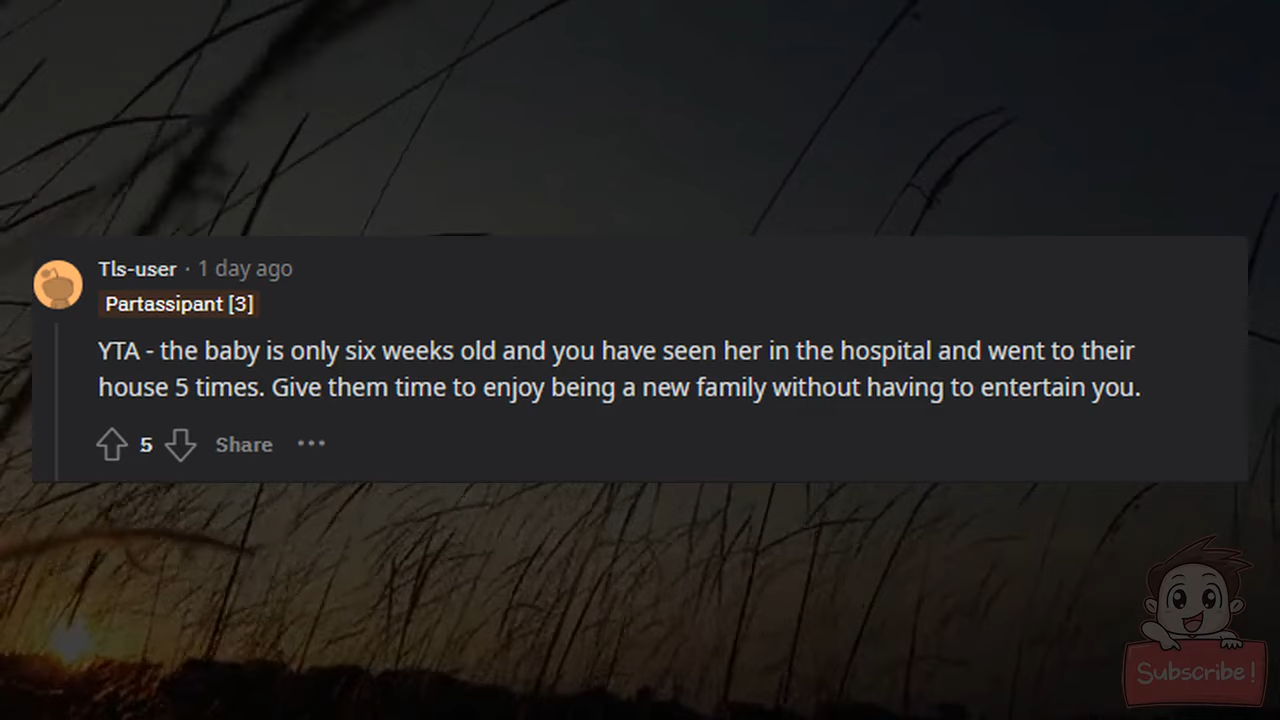 Tls-user · 1 day ago
Partassipant [3]
YTA - the baby is only six weeks old and you have seen her in the hospital and went to their
house 5 times. Give them time to enjoy being a new family without having to entertain you.
5 Share ···
Subscribe!